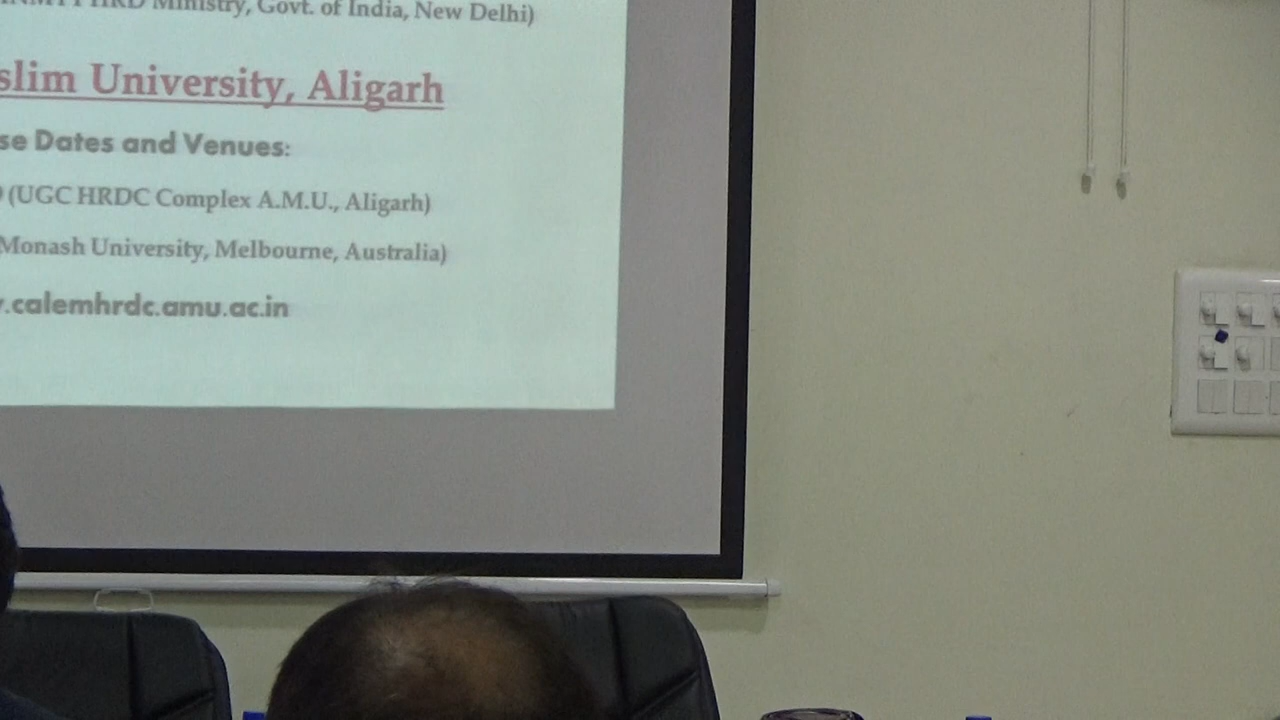 HRD Ministry, Govt. of India, New Delhi)
slim University, Aligarh
se Dates and Venues:
(UGC HRDC Complex A.M.U., Aligarh)
Monash University, Melbourne, Australia)
.calemhrdc.amu.ac.in